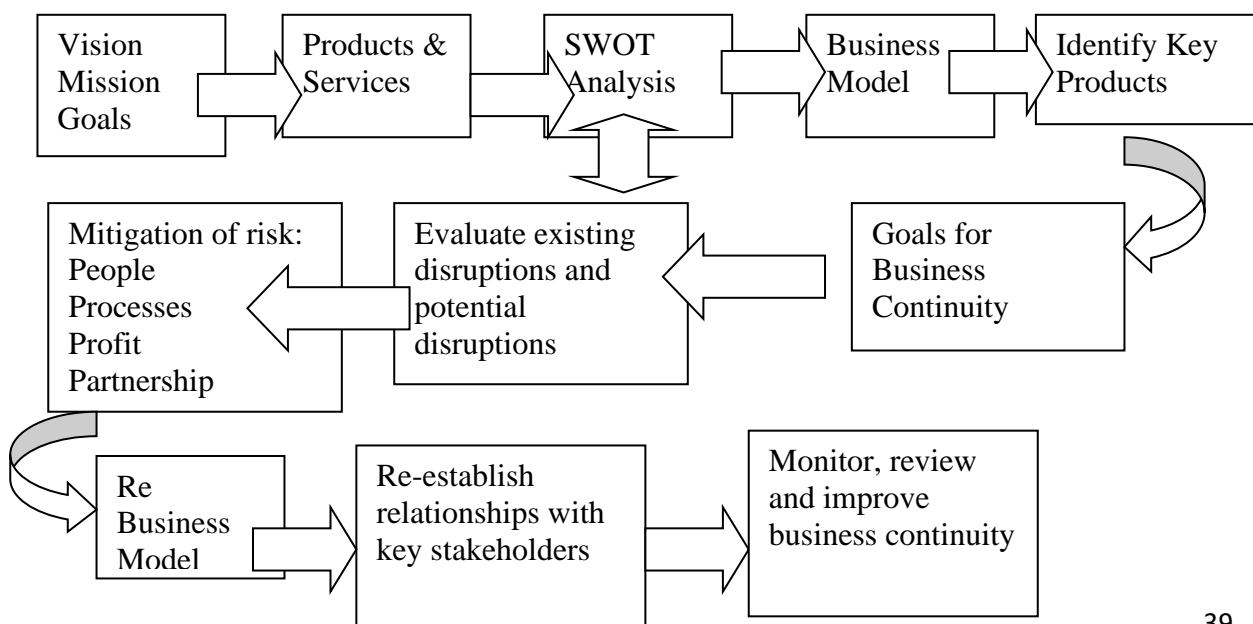 Vision
Mission
Goals
Products &
Services
SWOT
Analysis
Business
Model
Identify Key
Products
Goals for
Business
Continuity
Evaluate existing
disruptions and
potential
disruptions
Mitigation of risk:
People
Processes
Profit
Partnership
Re
Business
Model
Re-establish
relationships with
key stakeholders
Monitor, review
and improve
business continuity
39